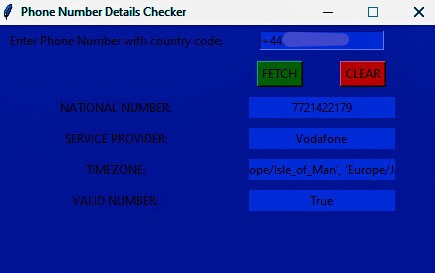 Phone Number Details Checker
Enter Phone Number with country code: +44
FETCH CLEAR
NATIONAL NUMBER: 7721422179
SERVICE PROVIDER: Vodafone
TIMEZONE: ope/Isle_of_Man', 'Europe/J
VALID NUMBER: True